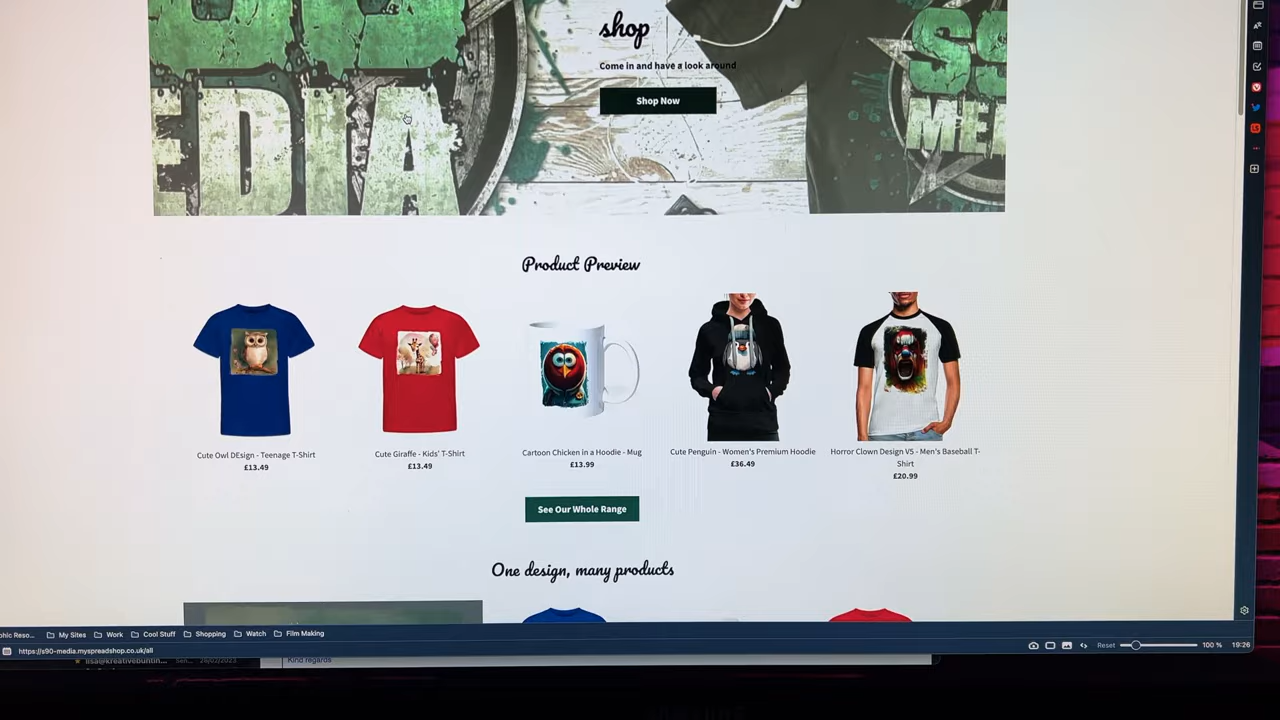 shop
Come in and have a look around
Shop Now
EDIA
SS
MEI
Product Preview
Cute Owl DEsign - Teenage T-Shirt
£13.49
Cute Giraffe - Kids' T-Shirt
£13.49
Cartoon Chicken in a Hoodie - Mug
£13.99
Cute Penguin - Women's Premium Hoodie
£36.49
Horror Clown Design V5 - Men's Baseball T-
Shirt
£20.99
See Our Whole Range
One design, many products
My Sites
Work
Cool Stuff
Shopping
Watch
Film Making
https://s90-media.myspreadshop.co.uk/all
Reset
100 %
19:26
Kind regards